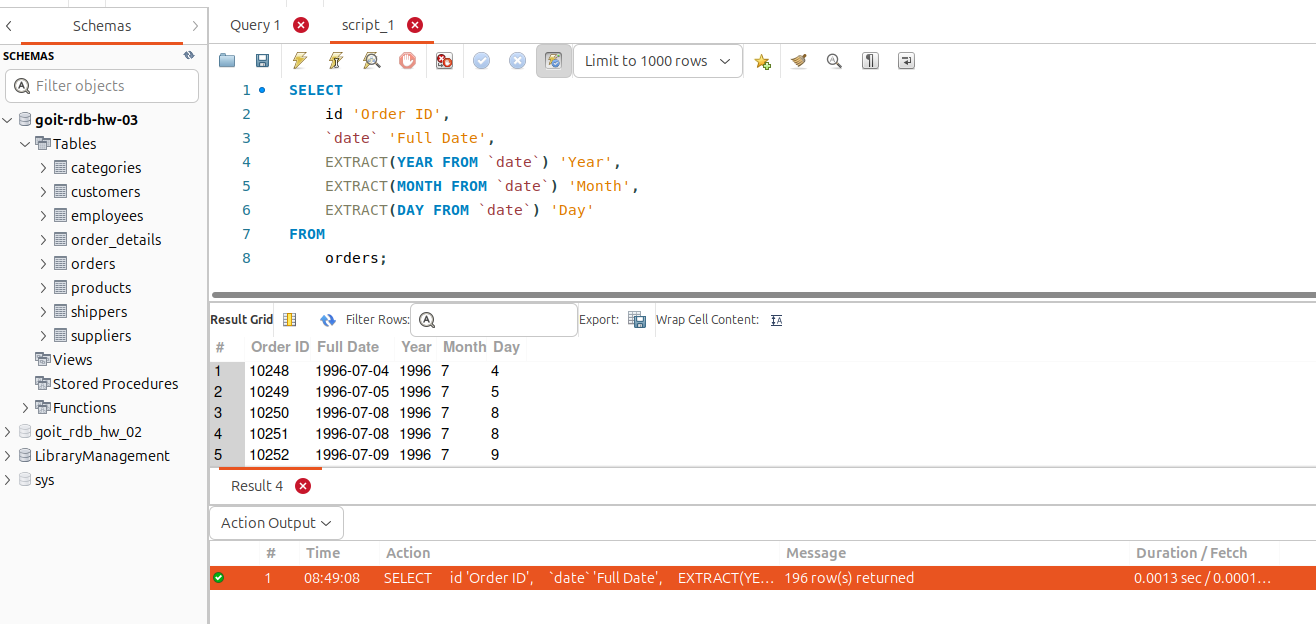 Schemas
SCHEMAS
Filter objects
goit-rdb-hw-03
Tables
categories
customers
employees
order_details
orders
products
shippers
suppliers
Views
Stored Procedures
Functions
goit_rdb_hw_02
LibraryManagement
sys
Query 1 script_1
Limit to 1000 rows
1 SELECT
2 id 'Order ID',
3 `date` 'Full Date',
4 EXTRACT(YEAR FROM `date`) 'Year',
5 EXTRACT(MONTH FROM `date`) 'Month',
6 EXTRACT(DAY FROM `date`) 'Day'
7 FROM
8 orders;
Result Grid Filter Rows: Export: Wrap Cell Content:
# Order ID Full Date Year Month Day
1 10248 1996-07-04 1996 7 4
2 10249 1996-07-05 1996 7 5
3 10250 1996-07-08 1996 7 8
4 10251 1996-07-08 1996 7 8
5 10252 1996-07-09 1996 7 9
Result 4
Action Output
# Time Action Message Duration / Fetch
1 08:49:08 SELECT id 'Order ID', `date` 'Full Date', EXTRACT(YE... 196 row(s) returned 0.0013 sec / 0.0001...